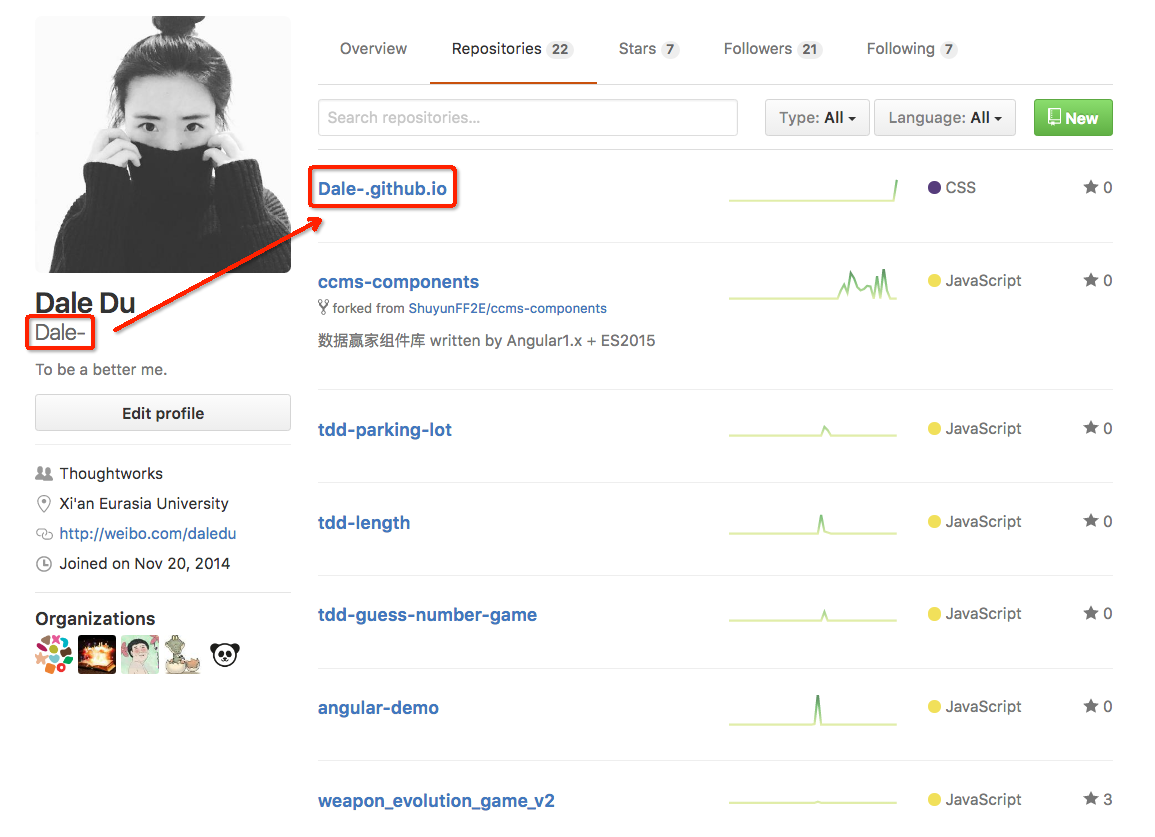 Overview Repositories 22 Stars 7 Followers 21 Following 7
Search repositories... Type: All Language: All New
Dale-.github.io CSS 0
ccms-components JavaScript 0
forked from ShuyunFF2E/ccms-components
数据赢家组件库 written by Angular1.x + ES2015
tdd-parking-lot JavaScript 0
tdd-length JavaScript 0
tdd-guess-number-game JavaScript 0
angular-demo JavaScript 0
weapon_evolution_game_v2 JavaScript 3
Dale Du
Dale-
To be a better me.
Edit profile
Thoughtworks
Xi'an Eurasia University
http://weibo.com/daledu
Joined on Nov 20, 2014
Organizations